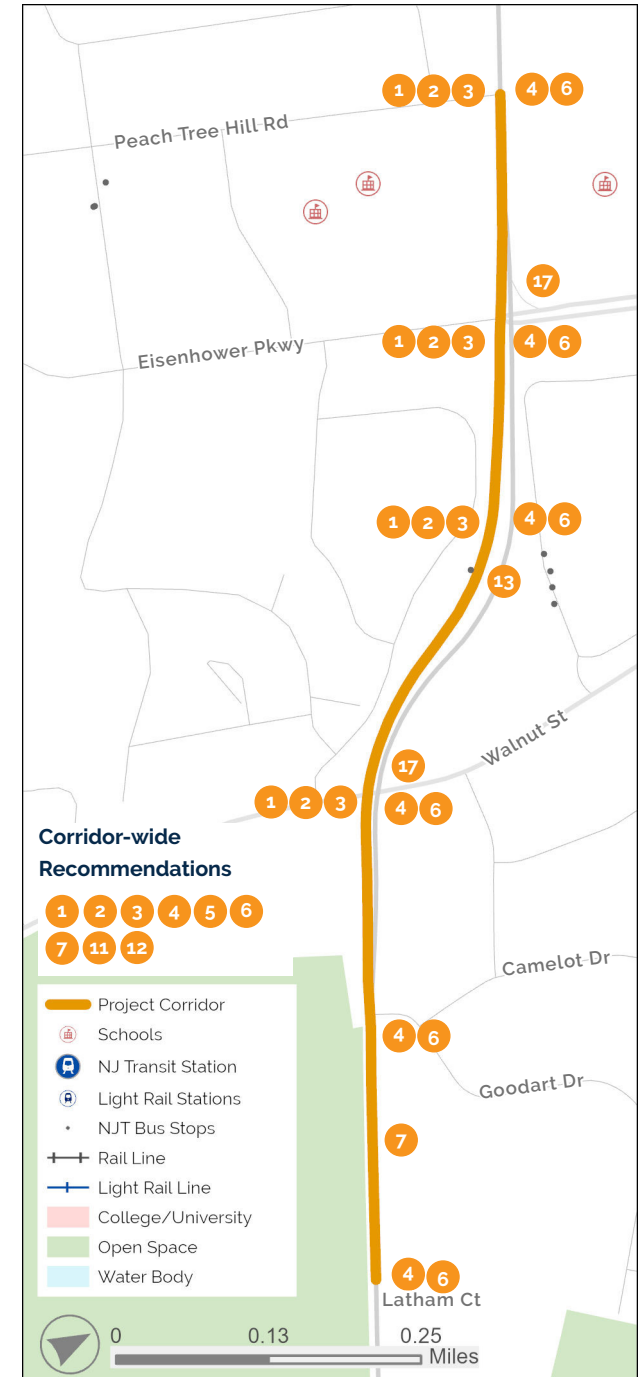 1 2 3 4 6
Peach Tree Hill Rd
17
1 2 3 4 6
Eisenhower Pkwy
1 2 3 4 6
13
Walnut St
17
1 2 3 4 6
Corridor-wide
Recommendations
1 2 3 4 5 6
7 11 12
Camelot Dr
4 6
Goodart Dr
7
4 6
Latham Ct
Project Corridor
Schools
NJ Transit Station
Light Rail Stations
NJT Bus Stops
Rail Line
Light Rail Line
College/University
Open Space
Water Body
0 0.13 0.25
Miles